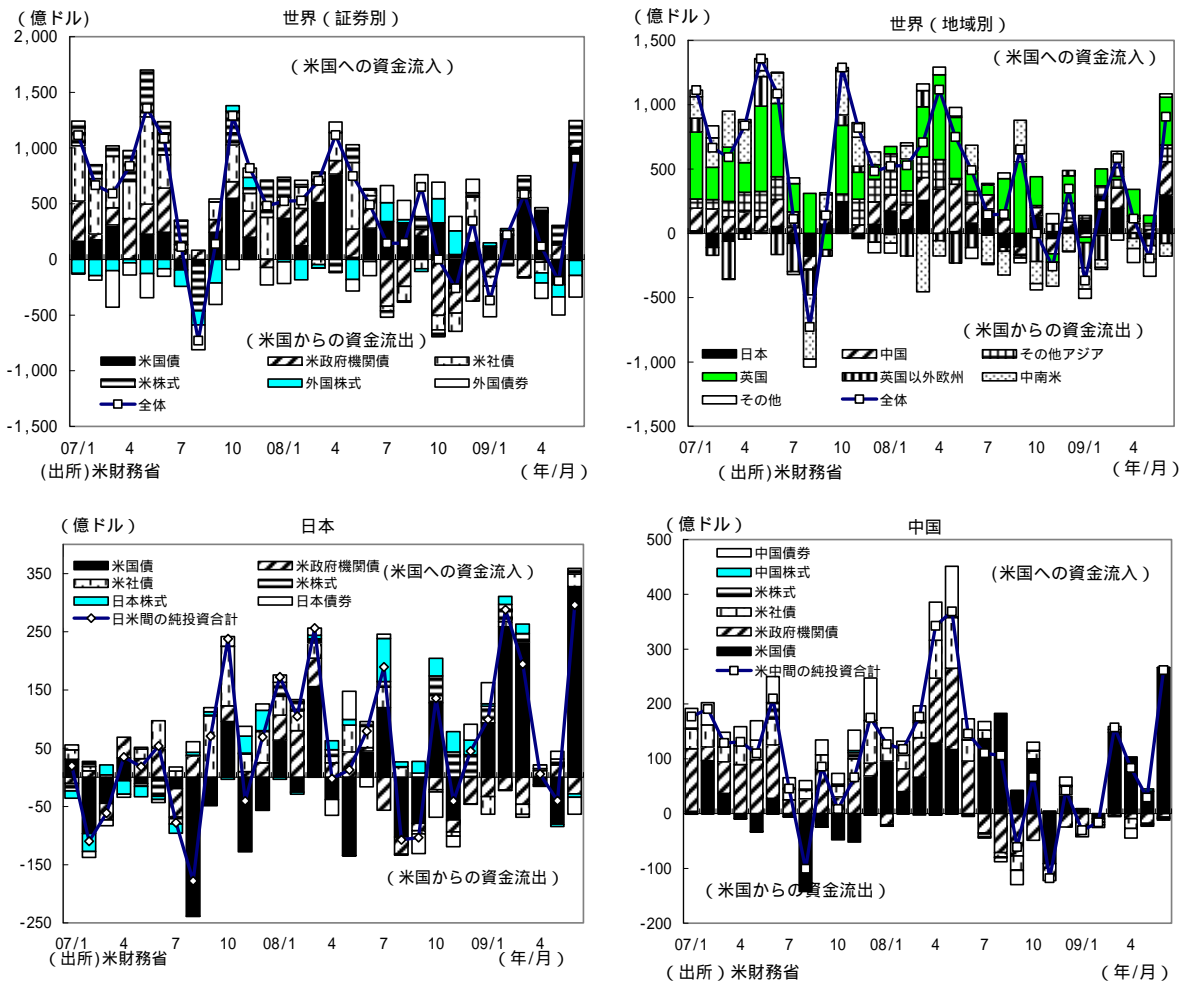 （億ドル）
世界（証券別）
2,000
1,500
1,000
500
0
-500
-1,000
-1,500
（米国への資金流入）
（米国からの資金流出）
米国債
米政府機関債
米社債
米株式
外国株式
外国債券
全体
07/1 4 7 10 08/1 4 7 10 09/1 4
(出所)米財務省
（年/月）
（億ドル）
世界（地域別）
1,500
1,000
500
0
-500
-1,000
-1,500
（米国への資金流入）
（米国からの資金流出）
日本
中国
その他アジア
英国
英国以外欧州
中南米
その他
全体
07/1 4 7 10 08/1 4 7 10 09/1 4
(出所)米財務省
（年/月）
（億ドル）
日本
350
250
150
50
-50
-150
-250
米国債
米政府機関債
米社債
米株式
日本株式
日本債券
日米間の純投資合計
(米国への資金流入）
（米国からの資金流出）
07/1 4 7 10 08/1 4 7 10 09/1 4
(出所)米財務省
（年/月）
（億ドル）
中国
500
400
300
200
100
0
-100
-200
中国債券
中国株式
米株式
米社債
米政府機関債
米国債
米中間の純投資合計
(米国への資金流入）
（米国からの資金流出）
07/1 4 7 10 08/1 4 7 10 09/1 4
（出所）米財務省
（年/月）